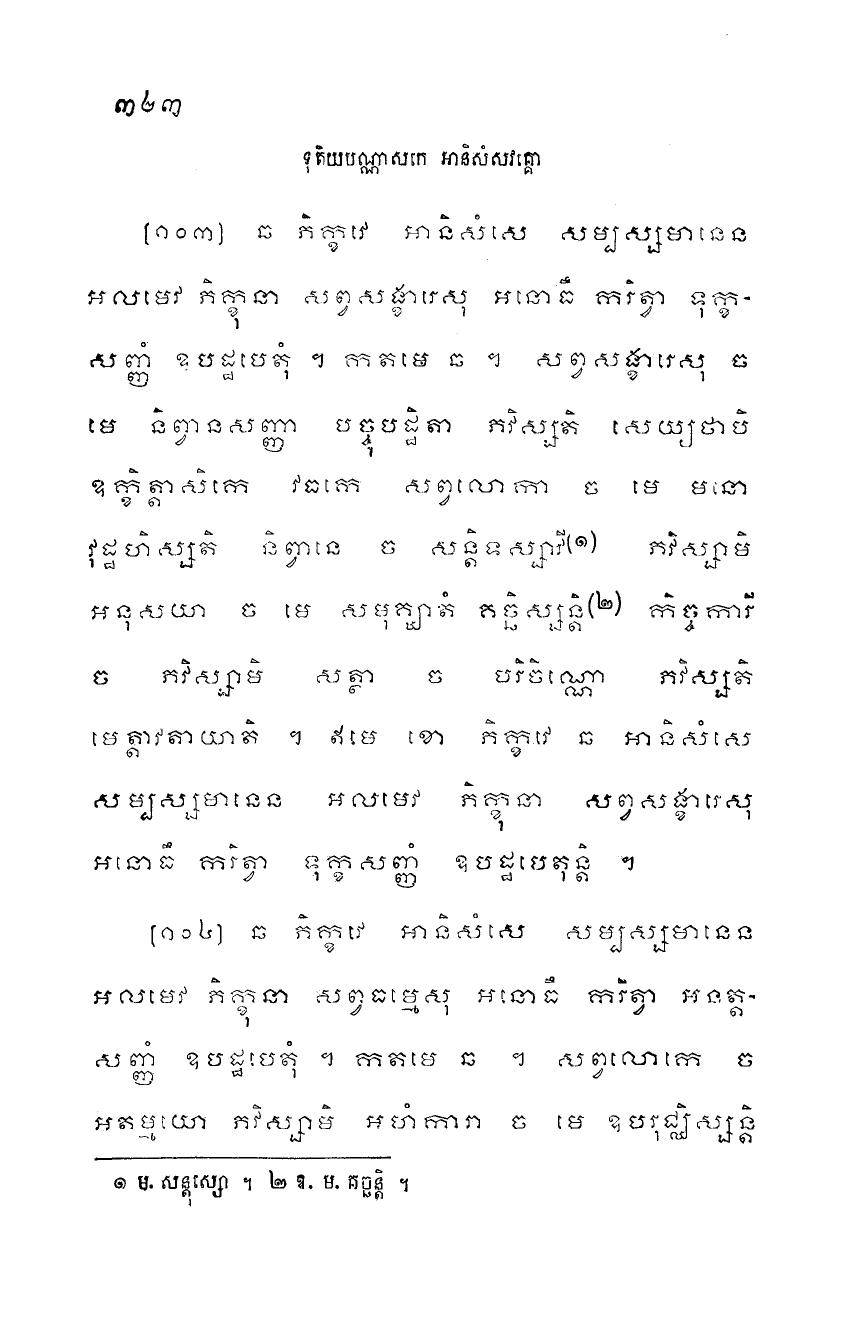 ៣៤៣
ទុតិយបណ្ណាសកេ អានិសំសវគ្គោ
[១០៣] ឆ ភិក្ខវេ អានិសំសេ សម្បស្សមានេន
អលមេវ ភិក្ខុនា សព្វសង្ខារេសុ អនោធឹ ករិត្វា ទុក្ខ-
សញ្ញំ ឧបដ្ឋបេតុំ ។ កតមេ ឆ ។ សព្វសង្ខារេសុ ច
មេ និព្វានសញ្ញា បច្ចុបដ្ឋិតា ភវិស្សតិ សេយ្យថាបិ
ឧក្ខិត្តាសិកេ វធកេ សព្វលោកា ច មេ មនោ
វុដ្ឋហិស្សតិ និព្វានេ ច សន្តិទស្សាវី(១) ភវិស្សាមិ
អនុសយា ច មេ សមុគ្ឃាតំ គច្ឆិស្សន្តិ(២) កិច្ចការី
ច ភវិស្សាមិ សត្ថា ច បរិចិណ្ណោ ភវិស្សតិ
មេត្តាវតាយាតិ ។ ឥមេ ខោ ភិក្ខវេ ឆ អានិសំសេ
សម្បស្សមានេន អលមេវ ភិក្ខុនា សព្វសង្ខារេសុ
អនោធឹ ករិត្វា ទុក្ខសញ្ញំ ឧបដ្ឋបេតុន្តិ ។
[១០៤] ឆ ភិក្ខវេ អានិសំសេ សម្បស្សមានេន
អលមេវ ភិក្ខុនា សព្វធម្មេសុ អនោធឹ ករិត្វា អនត្ត-
សញ្ញំ ឧបដ្ឋបេតុំ ។ កតមេ ឆ ។ សព្វលោកេ ច
អតម្មយោ ភវិស្សាមិ អហំការា ច មេ ឧបរុជ្ឈិស្សន្តិ
១ ម. សន្តុស្សោ ។ ២ ឱ. ម. គច្ឆន្តិ ។